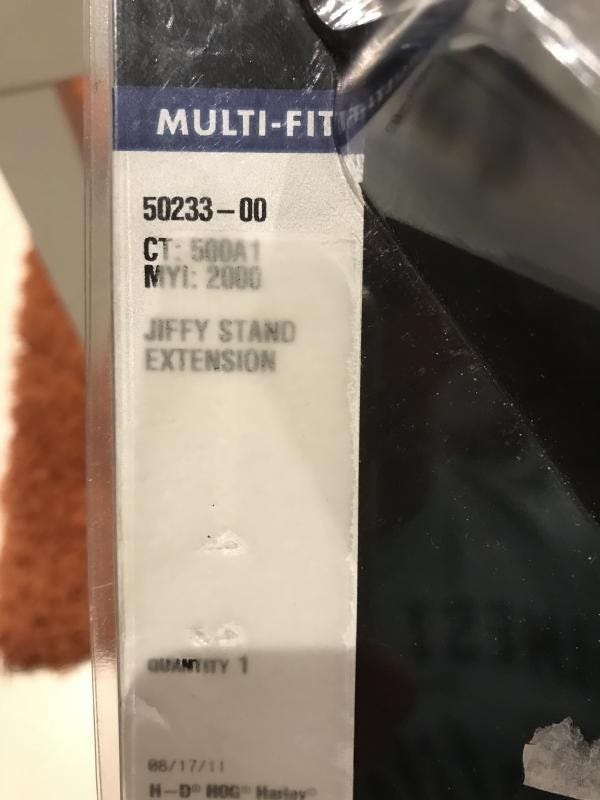 MULTI-FIT
50233-00
CT: 500A1
MYI: 2000
JIFFY STAND
EXTENSION
QUANTITY 1
08/17/11
H-D® HOG® Harley®